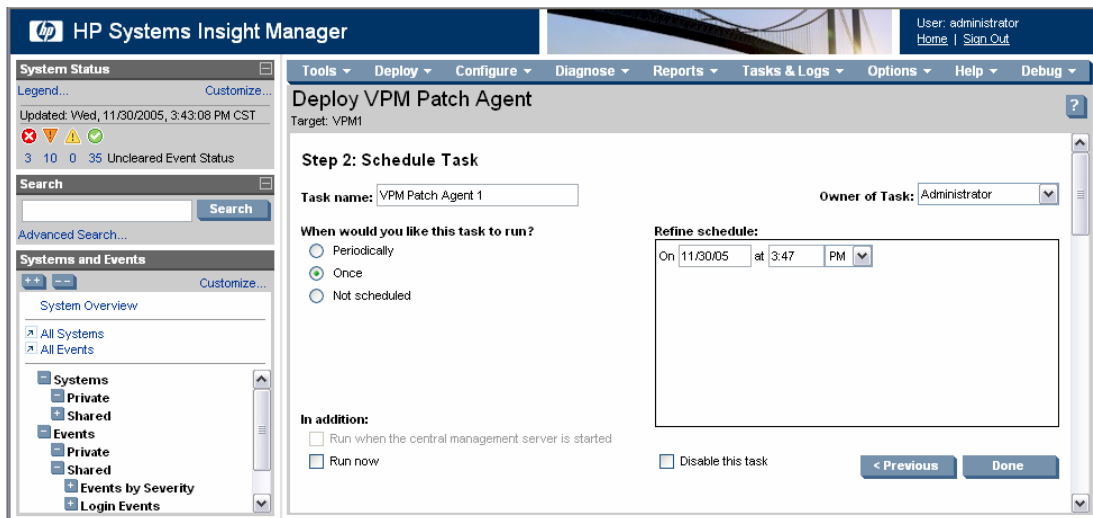 hp HP Systems Insight Manager
User: administrator
Home | Sign Out
System Status
Legend... Customize...
Updated: Wed, 11/30/2005, 3:43:08 PM CST
3 10 0 35 Uncleared Event Status
Search
Search
Advanced Search...
Systems and Events
++ -- Customize...
System Overview
All Systems
All Events
Systems
Private
Shared
Events
Private
Shared
Events by Severity
Login Events
Tools Deploy Configure Diagnose Reports Tasks & Logs Options Help Debug
Deploy VPM Patch Agent
?
Target: VPM1
Step 2: Schedule Task
Task name: VPM Patch Agent 1
Owner of Task: Administrator
When would you like this task to run?
Periodically
Once
Not scheduled
Refine schedule:
On 11/30/05 at 3:47 PM
In addition:
Run when the central management server is started
Run now
Disable this task
< Previous
Done